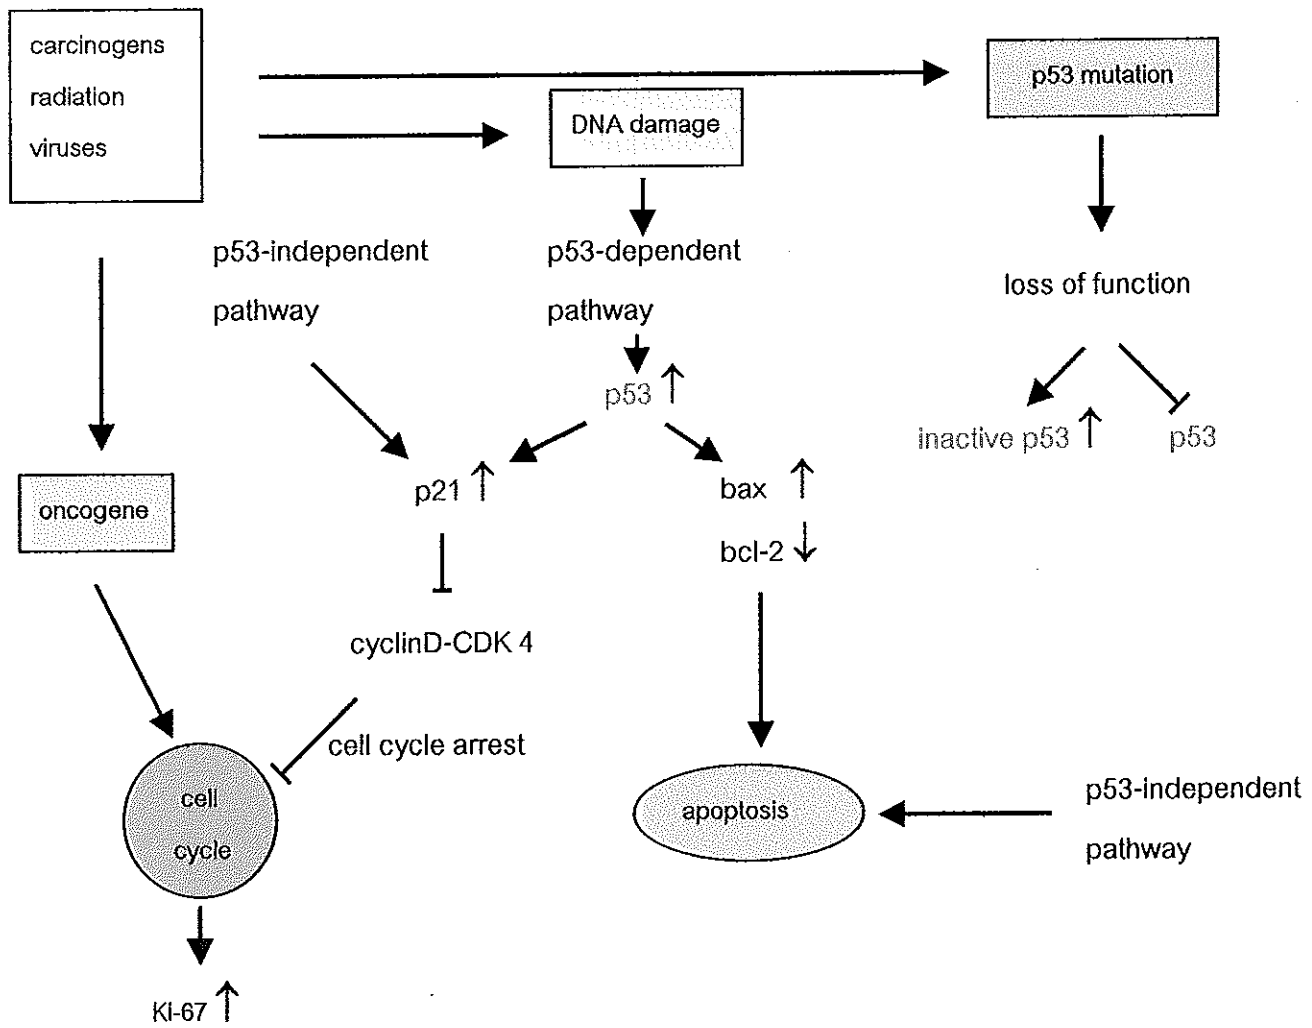 carcinogens
radiation
viruses
p53 mutation
DNA damage
p53-independent
pathway
p53-dependent
pathway
loss of function
p53 ↑
inactive p53 ↑
p53
p21 ↑
bax ↑
bcl-2 ↓
oncogene
cyclinD-CDK 4
cell cycle arrest
cell
cycle
apoptosis
p53-independent
pathway
Ki-67 ↑